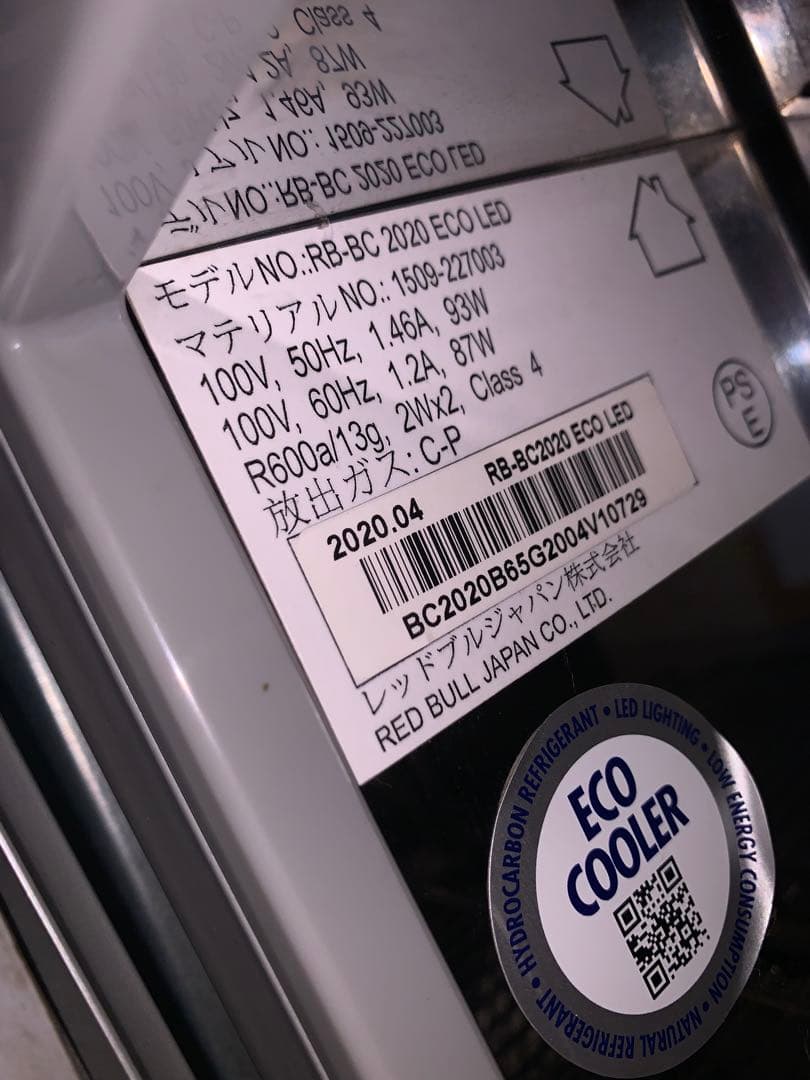 モデルNO.:RB-BC 2020 ECO LED
マテリアルNO.: 1509-227003
100V, 50Hz, 1.46A, 93W
100V, 60Hz, 1.2A, 87W
R600a/13g, 2Wx2, Class 4
放出ガス: C-P
PS
E
2020.04 RB-BC2020 ECO LED
BC2020B65G2004V10729
レッドブルジャパン株式会社
RED BULL JAPAN CO., LTD.
ECO
COOLER
HYDROCARBON REFRIGERANT • LED LIGHTING • LOW ENERGY CONSUMPTION • NATURAL REFRIGERANT •